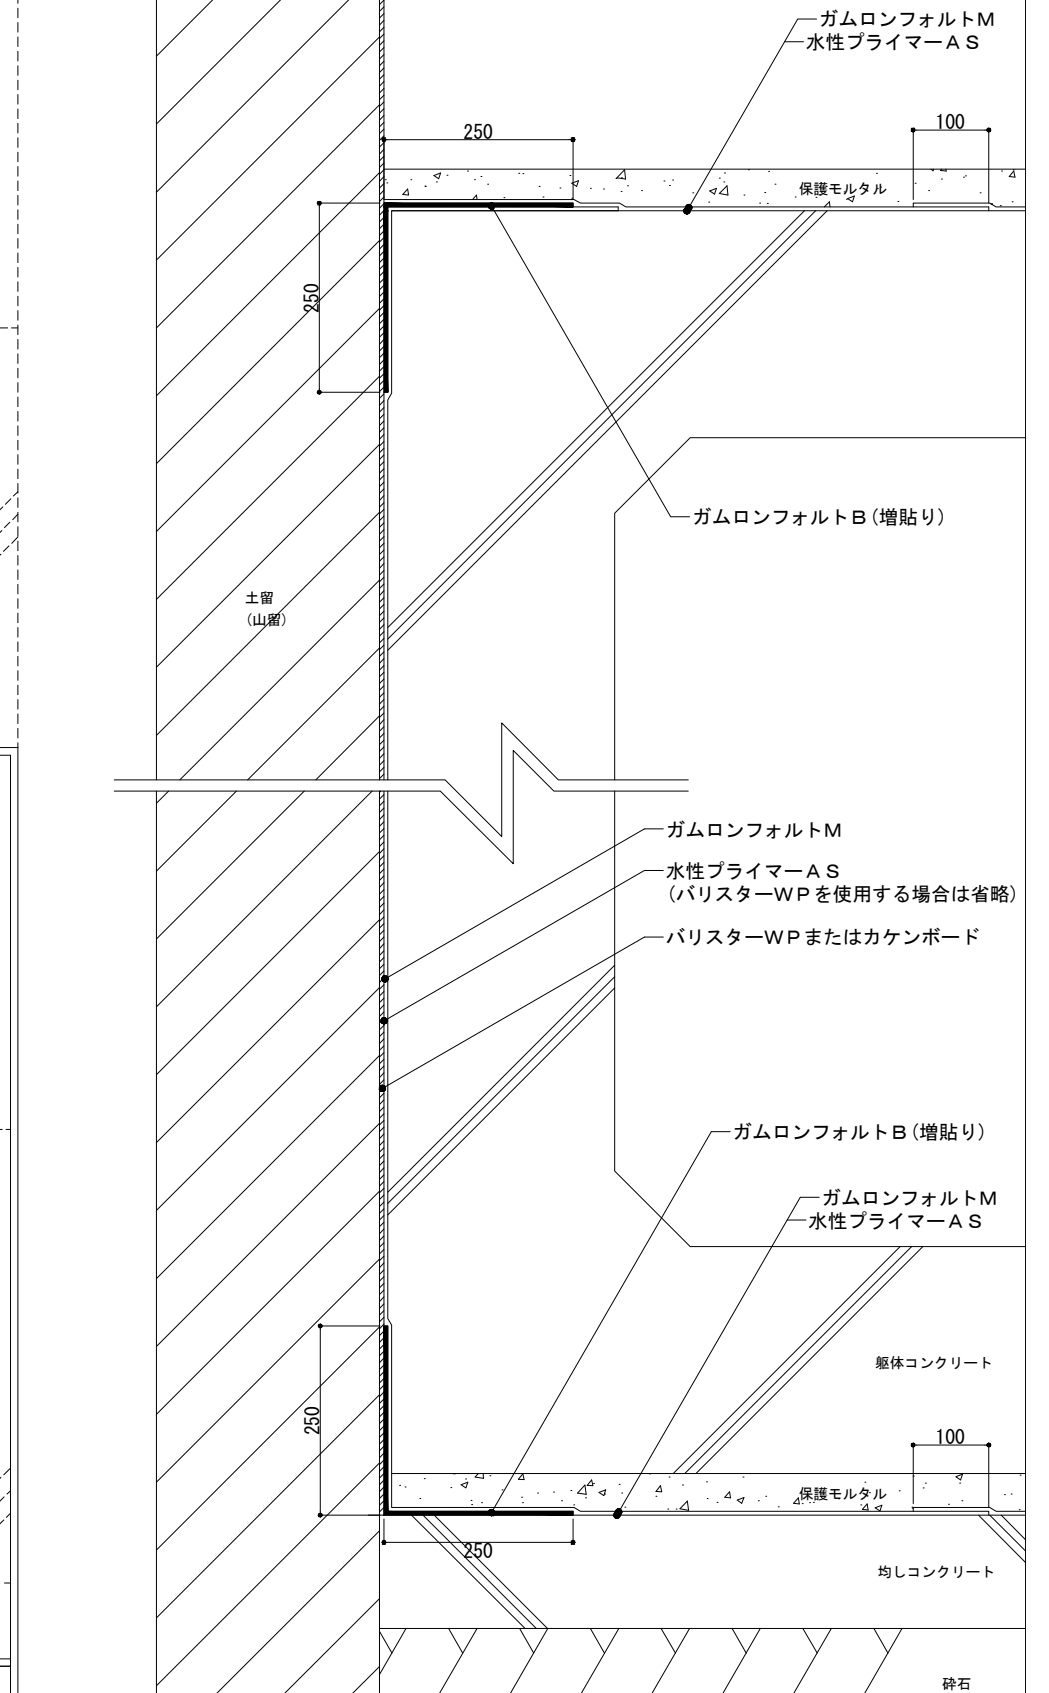 ガムロンフォルトM
水性プライマーAS
250
100
保護モルタル
250
ガムロンフォルトB(増貼り)
土留
(山留)
ガムロンフォルトM
水性プライマーAS
(バリスターWPを使用する場合は省略)
バリスターWPまたはカケンボード
ガムロンフォルトB(増貼り)
ガムロンフォルトM
水性プライマーAS
躯体コンクリート
250
100
保護モルタル
250
均しコンクリート
砕石